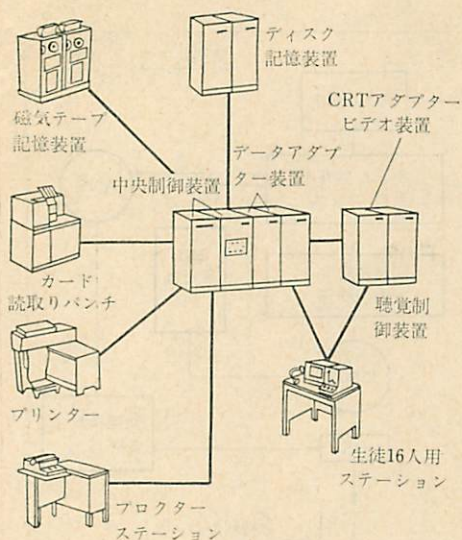 ディスク
記憶装置
磁気テープ
記憶装置
CRTアダプター
ビデオ装置
データアダプ
ター装置
中央制御装置
カード
読取りパンチ
聴覚制
御装置
プリンター
生徒16人用
ステーション
プロクター
ステーション